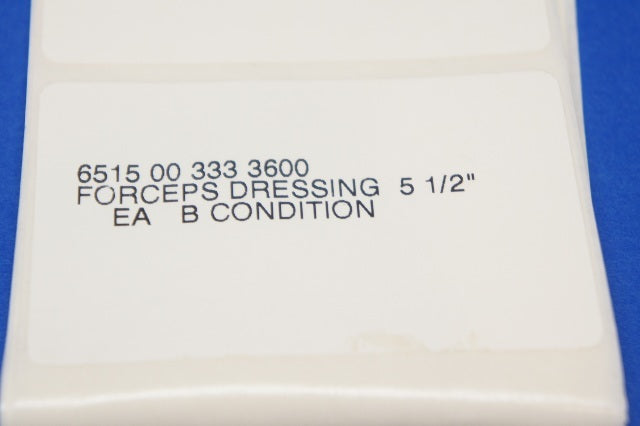 6515 00 333 3600
FORCEPS DRESSING 5 1/2"
EA B CONDITION